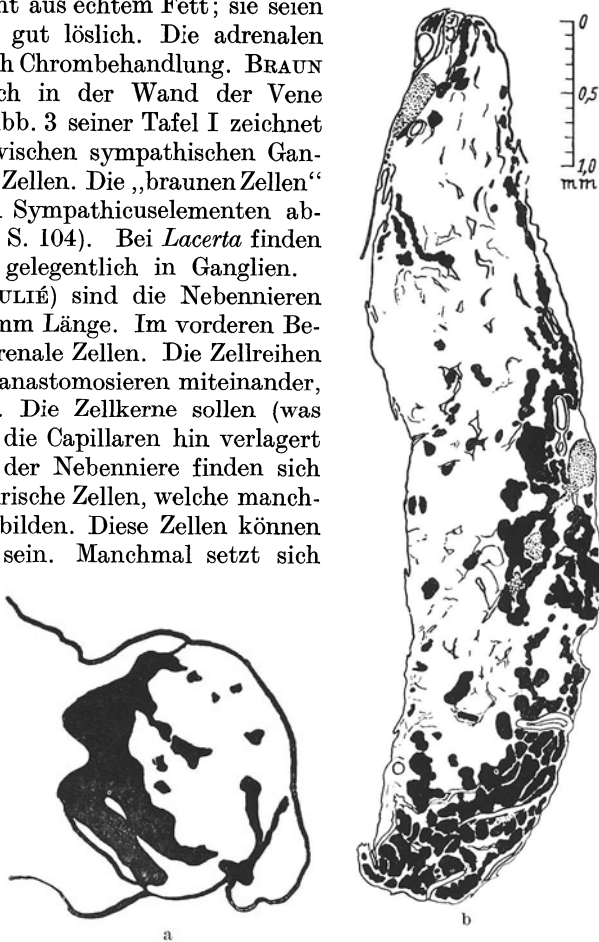 nt aus echtem Fett; sie seien
gut löslich. Die adrenalen
h Chrombehandlung. BRAUN
ch in der Wand der Vene
bb. 3 seiner Tafel I zeichnet
vischen sympathischen Gan-
Zellen. Die „braunen Zellen“
Sympathicuselementen ab-
S. 104). Bei Lacerta finden
gelegentlich in Ganglien.
ULIÉ) sind die Nebennieren
mm Länge. Im vorderen Be-
renale Zellen. Die Zellreihen
anastomosieren miteinander,
. Die Zellkerne sollen (was
die Capillaren hin verlagert
der Nebenniere finden sich
rische Zellen, welche manch-
bilden. Diese Zellen können
sein. Manchmal setzt sich
0
0,5
1,0
mm
a
b